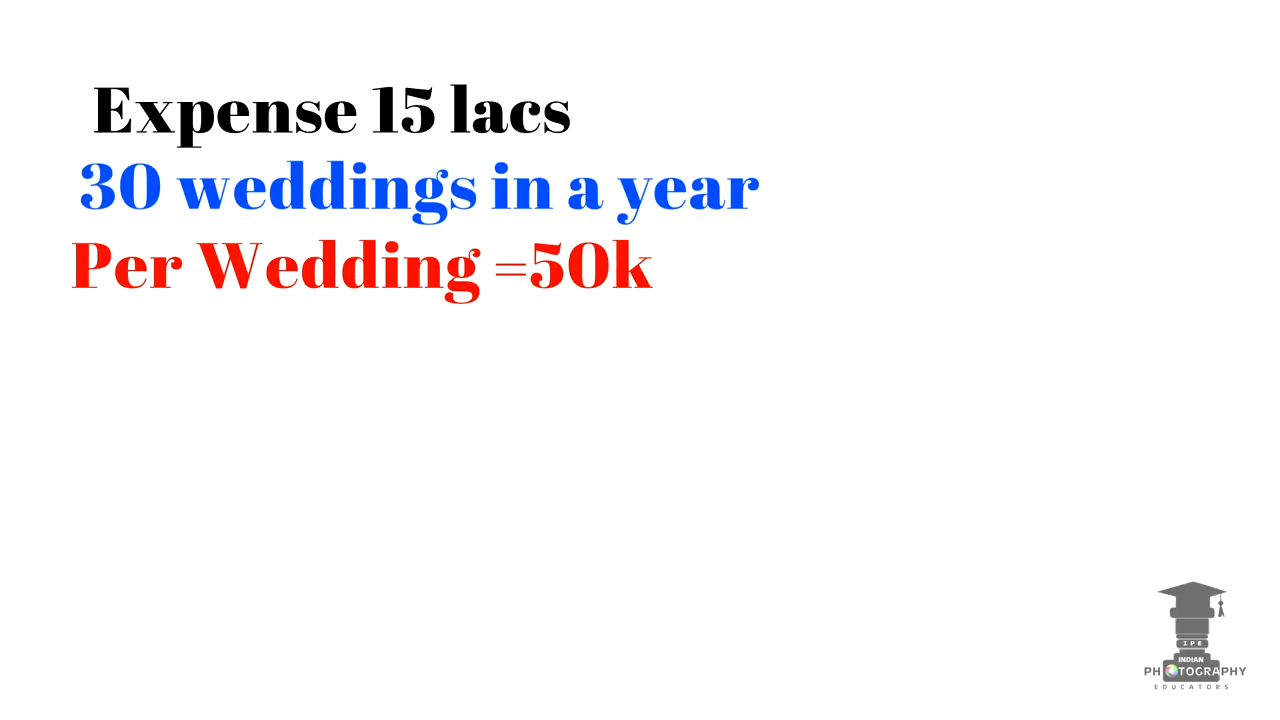 Expense 15 lacs
30 weddings in a year
Per Wedding =50k
IPE
INDIAN
PHOTOGRAPHY
EDUCATORS